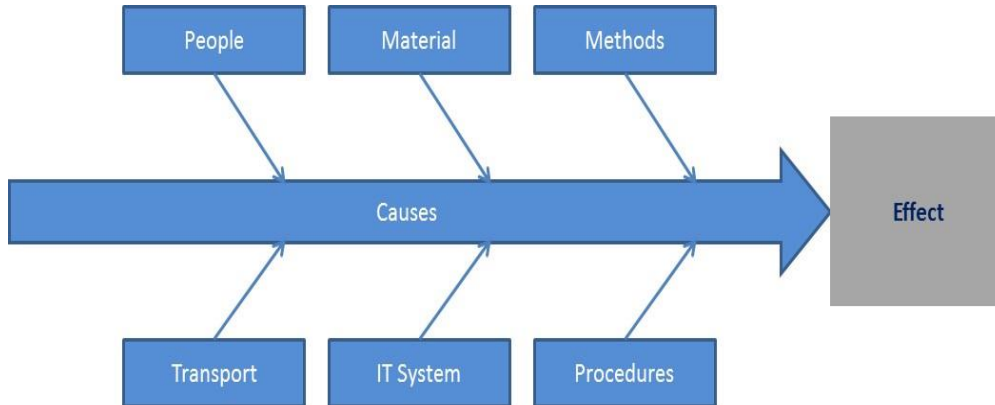 People
Material
Methods
Causes
Effect
Transport
IT System
Procedures